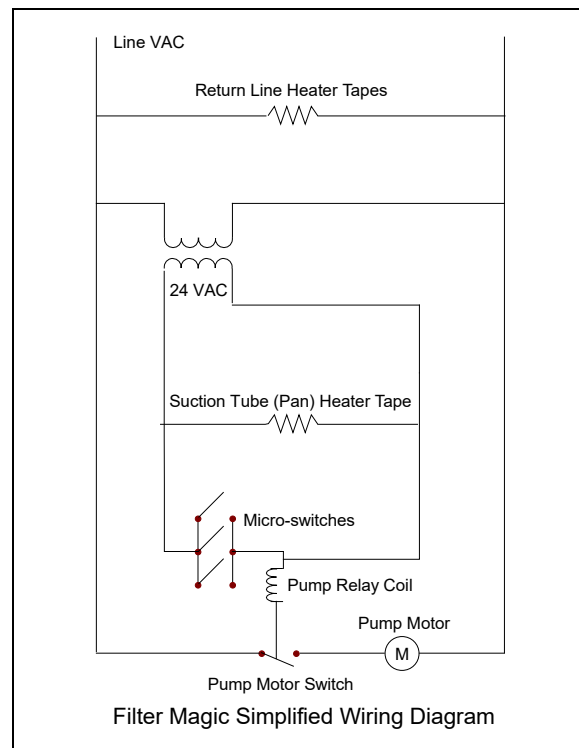 Line VAC
Return Line Heater Tapes
24 VAC
Suction Tube (Pan) Heater Tape
Micro-switches
Pump Relay Coil
Pump Motor
M
Pump Motor Switch
Filter Magic Simplified Wiring Diagram